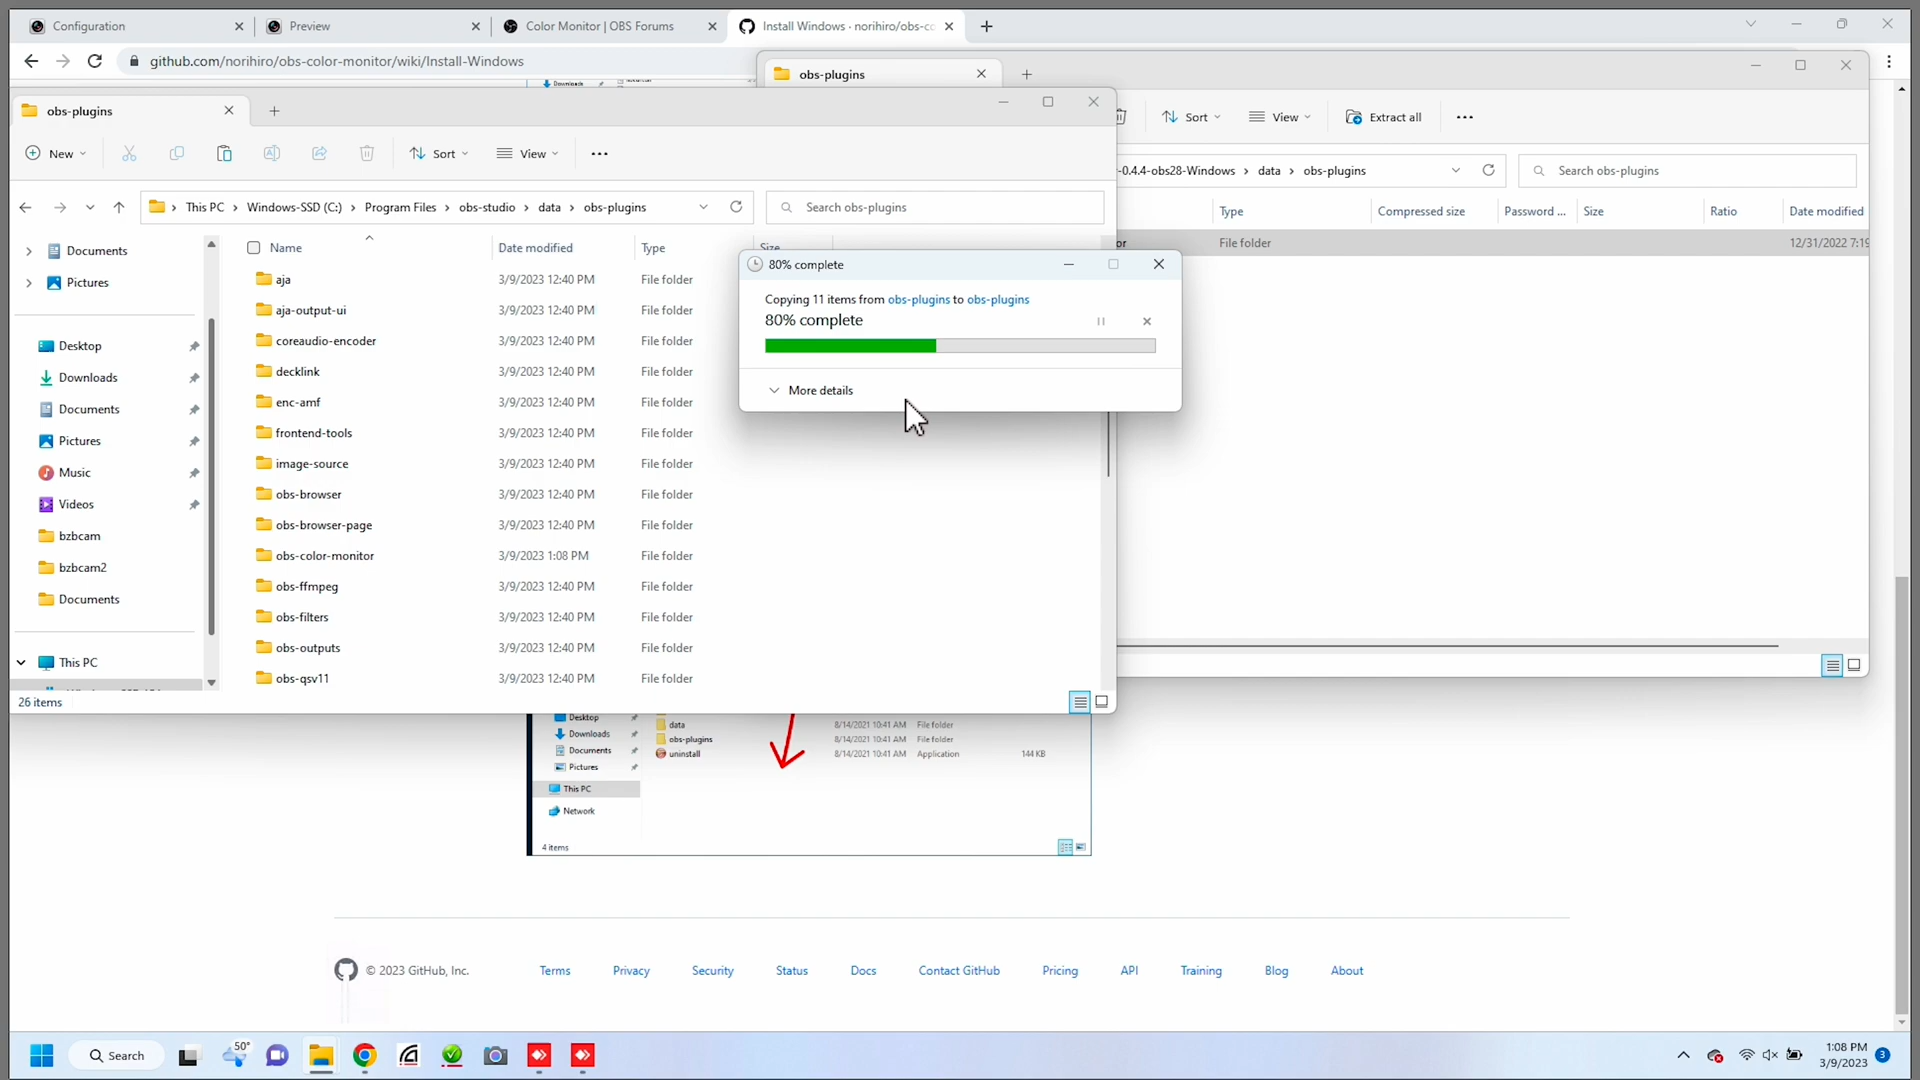 Configuration
Preview
Color Monitor | OBS Forums
Install Windows · norihiro/obs-co
github.com/norihiro/obs-color-monitor/wiki/Install-Windows
Downloads
obs-plugins
Sort
View
Extract all
-0.4.4-obs28-Windows > data > obs-plugins
Search obs-plugins
Type
Compressed size
Password ...
Size
Ratio
Date modified
or
File folder
12/31/2022 7:19
obs-plugins
New
Sort
View
This PC > Windows-SSD (C:) > Program Files > obs-studio > data > obs-plugins
Search obs-plugins
Documents
Pictures
Desktop
Downloads
Documents
Pictures
Music
Videos
bzbcam
bzbcam2
Documents
This PC
Name Date modified Type Size
aja 3/9/2023 12:40 PM File folder
aja-output-ui 3/9/2023 12:40 PM File folder
coreaudio-encoder 3/9/2023 12:40 PM File folder
decklink 3/9/2023 12:40 PM File folder
enc-amf 3/9/2023 12:40 PM File folder
frontend-tools 3/9/2023 12:40 PM File folder
image-source 3/9/2023 12:40 PM File folder
obs-browser 3/9/2023 12:40 PM File folder
obs-browser-page 3/9/2023 12:40 PM File folder
obs-color-monitor 3/9/2023 1:08 PM File folder
obs-ffmpeg 3/9/2023 12:40 PM File folder
obs-filters 3/9/2023 12:40 PM File folder
obs-outputs 3/9/2023 12:40 PM File folder
obs-qsv11 3/9/2023 12:40 PM File folder
26 items
80% complete
Copying 11 items from obs-plugins to obs-plugins
80% complete
More details
Desktop
Downloads
Documents
Pictures
This PC
Network
data 8/14/2021 10:41 AM File folder
obs-plugins 8/14/2021 10:41 AM File folder
uninstall 8/14/2021 10:41 AM Application 144 KB
4 items
© 2023 GitHub, Inc.
Terms
Privacy
Security
Status
Docs
Contact GitHub
Pricing
API
Training
Blog
About
Search
50°
1:08 PM
3/9/2023
3